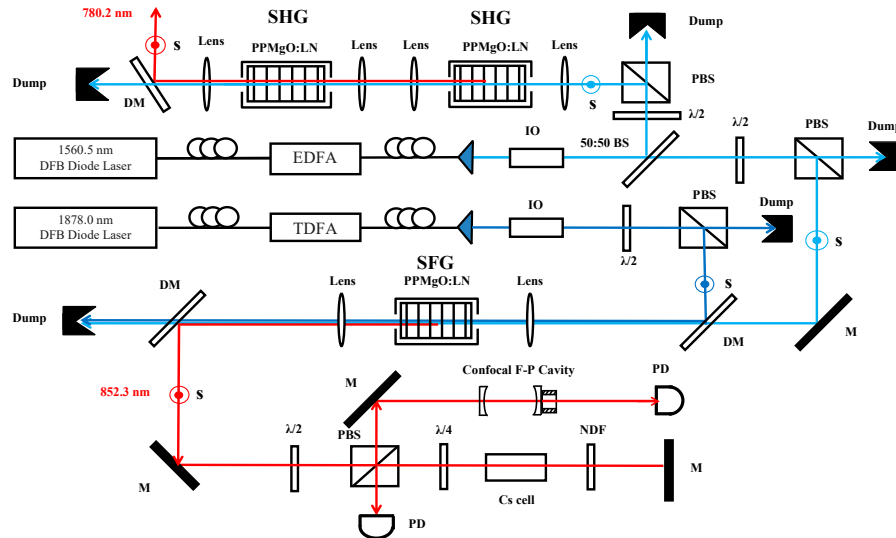 SHG
SHG
780.2 nm
s
Lens
PPMgO:LN
Lens
Lens
PPMgO:LN
Lens
Dump
Dump
DM
s
PBS
λ/2
1560.5 nm
DFB Diode Laser
EDFA
IO
50:50 BS
λ/2
PBS
Dump
1878.0 nm
DFB Diode Laser
TDFA
IO
λ/2
PBS
Dump
s
s
SFG
DM
Lens
PPMgO:LN
Lens
Dump
DM
M
852.3 nm
s
M
Confocal F-P Cavity
PD
M
λ/2
PBS
λ/4
Cs cell
NDF
M
PD